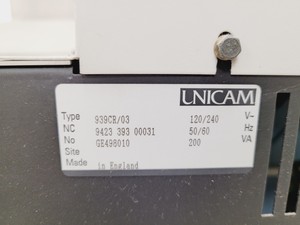 UNICAM
Type 939CE/03 120/240 V~
NC 9423 393 00031 50/60 Hz
No GE498010 200 VA
Site
Made in England